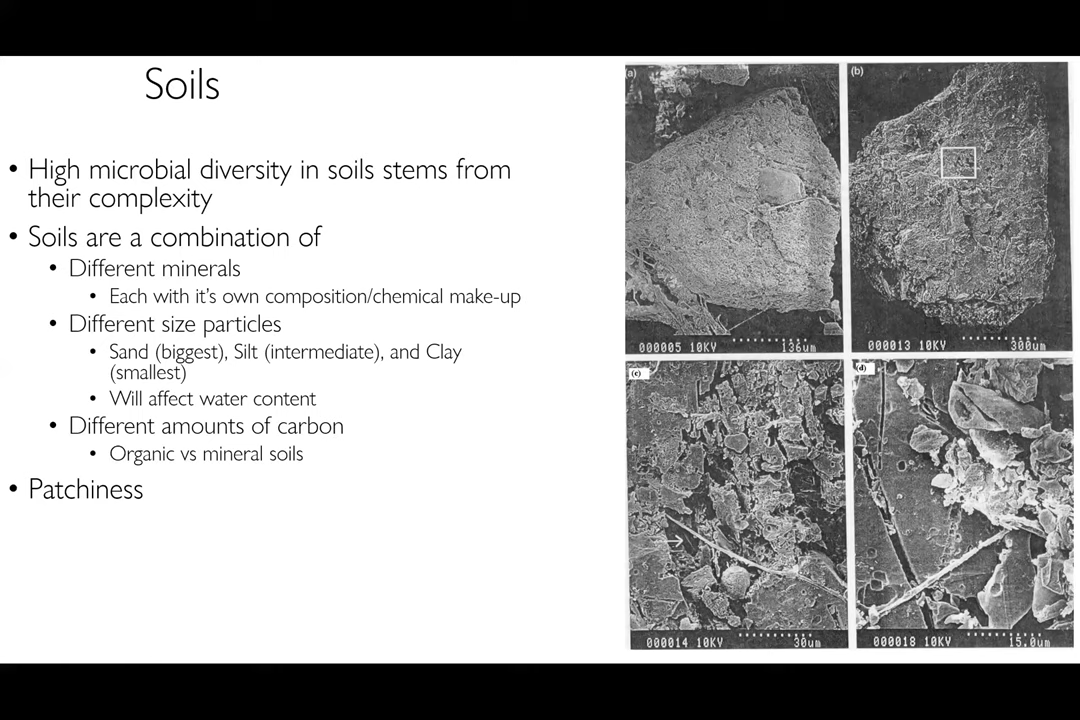 Soils
• High microbial diversity in soils stems from
their complexity
• Soils are a combination of
• Different minerals
• Each with it's own composition/chemical make-up
• Different size particles
• Sand (biggest), Silt (intermediate), and Clay
(smallest)
• Will affect water content
• Different amounts of carbon
• Organic vs mineral soils
• Patchiness
(a)
(b)
000005 10KV 136um
000013 10KV 300um
(c)
(d)
000014 10KV 30um
000018 10KV 15.0um